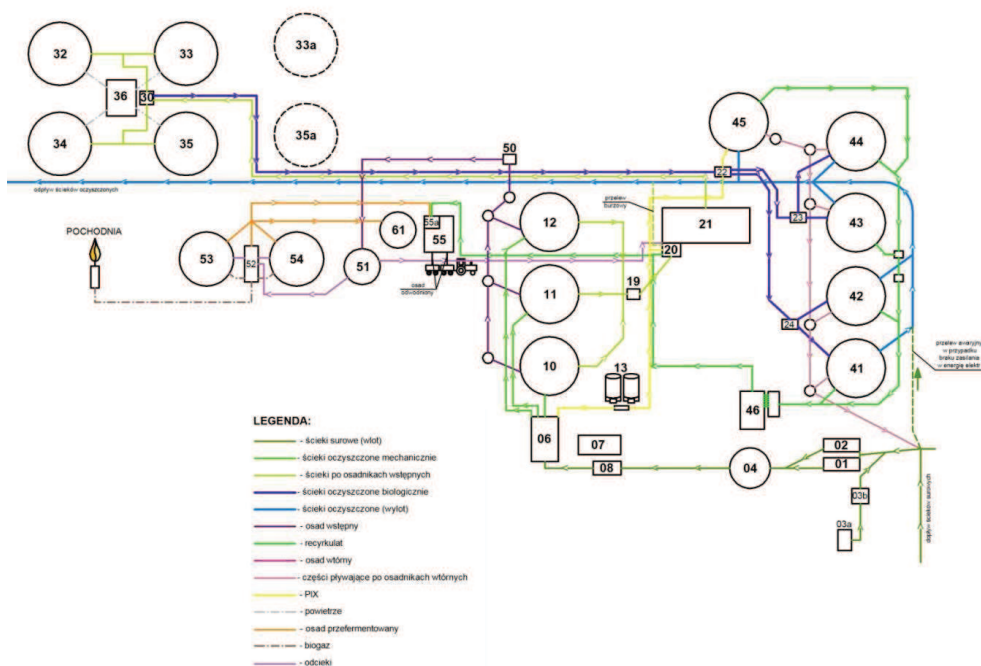 32
33
33a
36
30
34
35
35a
odpływ ścieków oczyszczonych
POCHODNIA
53
52
54
61
51
55a
55
osad
odwodniony
50
12
11
10
19
13
przelew
burzowy
20
21
22
45
44
23
43
42
24
41
46
06
07
08
04
02
01
03b
03a
przelew awaryjny
w przypadku
braku zasilania
w energię elektr.
dopływ ścieków surowych
LEGENDA:
- ścieki surowe (wlot)
- ścieki oczyszczone mechanicznie
- ścieki po osadnikach wstępnych
- ścieki oczyszczone biologicznie
- ścieki oczyszczone (wylot)
- osad wstępny
- recyrkulat
- osad wtórny
- części pływające po osadnikach wtórnych
- PIX
- powietrze
- osad przefermentowany
- biogaz
- odcieki